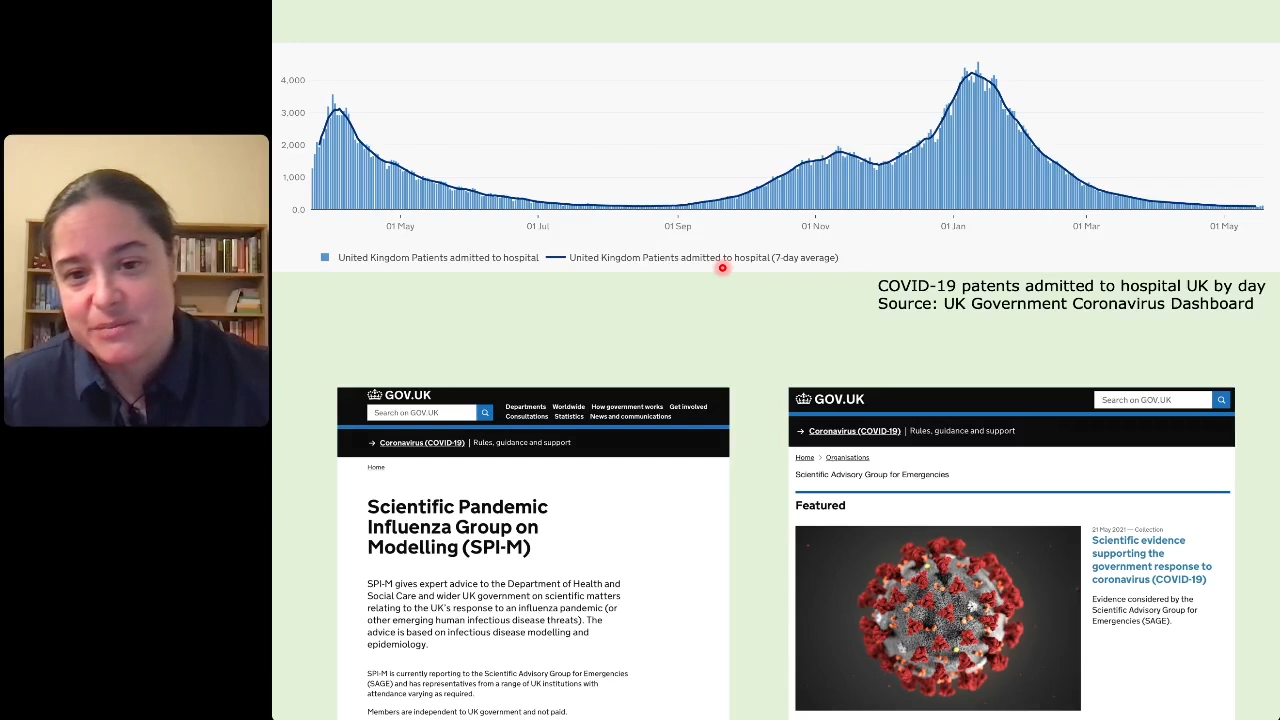 4,000
3,000
2,000
1,000
0.0
01 May
01 Jul
01 Sep
01 Nov
01 Jan
01 Mar
01 May
United Kingdom Patients admitted to hospital
United Kingdom Patients admitted to hospital (7-day average)
COVID-19 patents admitted to hospital UK by day
Source: UK Government Coronavirus Dashboard
GOV.UK
Search on GOV.UK
Departments Worldwide How government works Get involved
Consultations Statistics News and communications
→ Coronavirus (COVID-19) | Rules, guidance and support
Home
Scientific Pandemic
Influenza Group on
Modelling (SPI-M)
SPI-M gives expert advice to the Department of Health and
Social Care and wider UK government on scientific matters
relating to the UK's response to an influenza pandemic (or
other emerging human infectious disease threats). The
advice is based on infectious disease modelling and
epidemiology.
SPI-M is currently reporting to the Scientific Advisory Group for Emergencies
(SAGE) and has representatives from a range of UK institutions with
attendance varying as required.
Members are independent to UK government and not paid.
GOV.UK
Search on GOV.UK
→ Coronavirus (COVID-19) | Rules, guidance and support
Home > Organisations
Scientific Advisory Group for Emergencies
Featured
21 May 2021 — Collection
Scientific evidence
supporting the
government response to
coronavirus (COVID-19)
Evidence considered by the
Scientific Advisory Group for
Emergencies (SAGE).